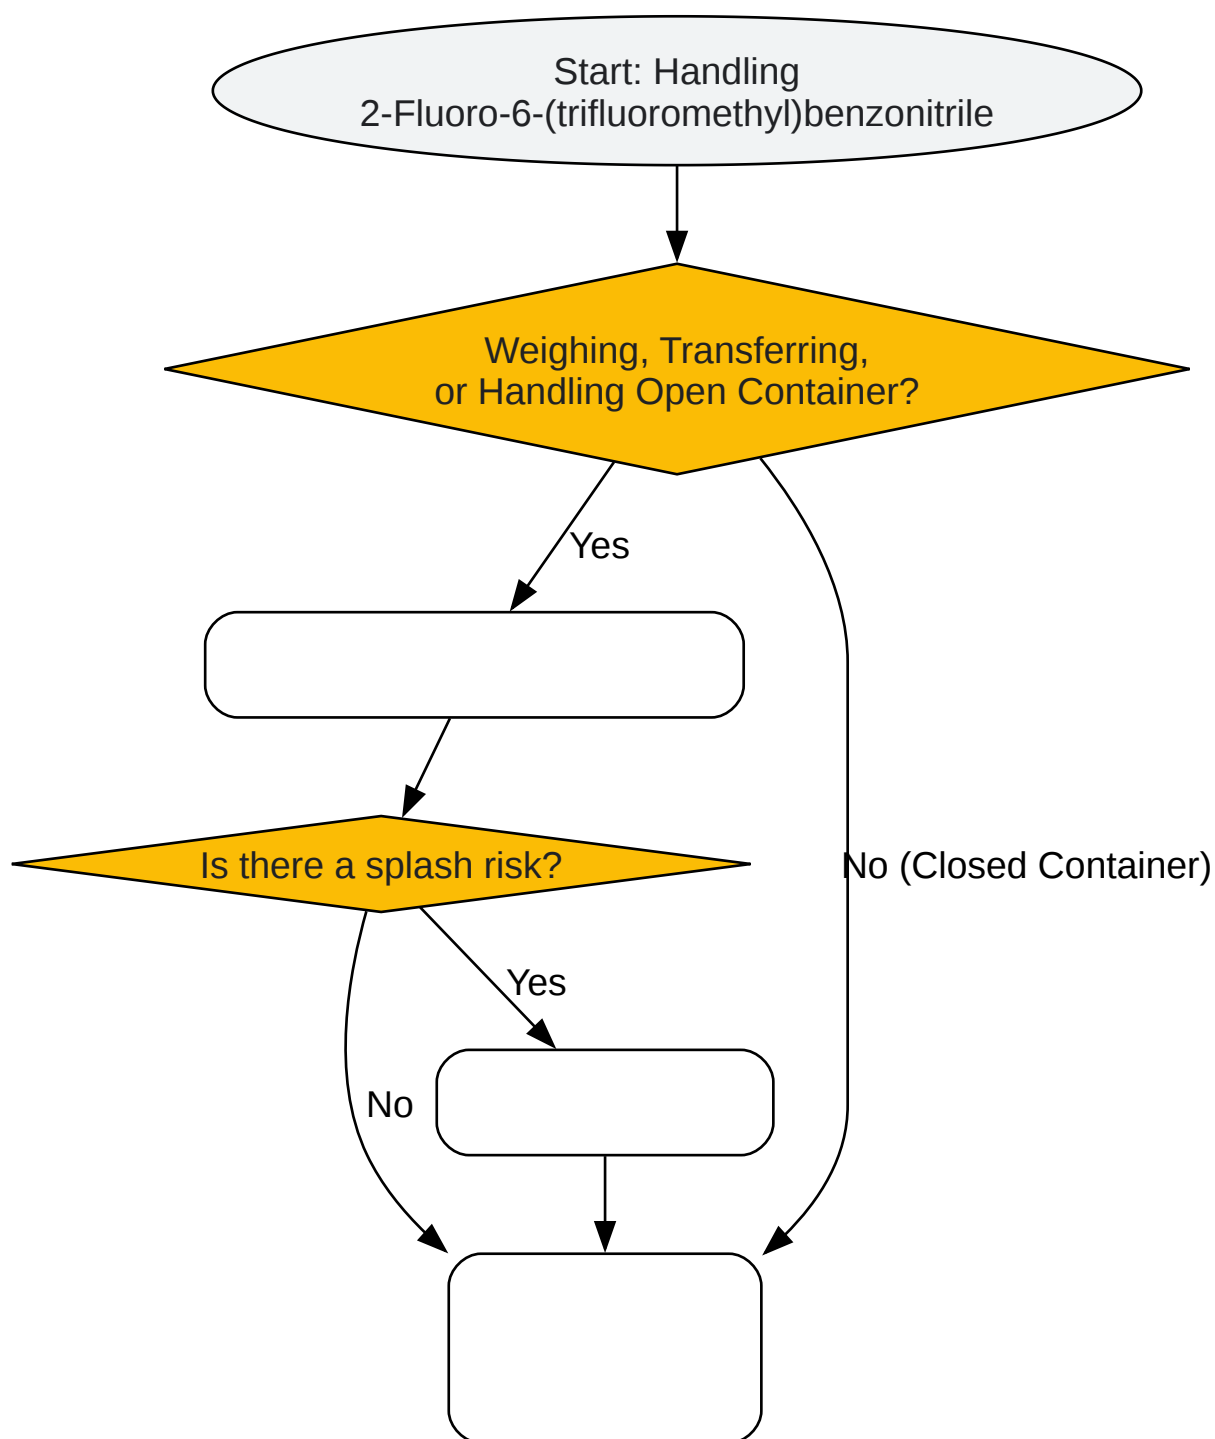 Start: Handling
2-Fluoro-6-(trifluoromethyl)benzonitrile
Weighing, Transferring,
or Handling Open Container?
Yes
Is there a splash risk?
No (Closed Container)
Yes
No